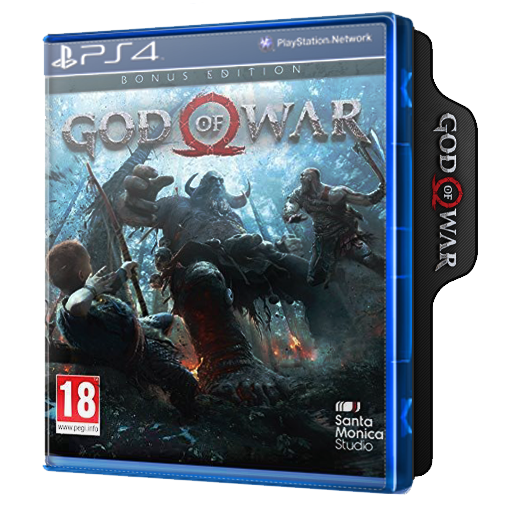 PS4
PlayStation.Network
BONUS EDITION
GOD OF WAR
18
www.pegi.info
Santa
Monica
Studio
GOD OF WAR